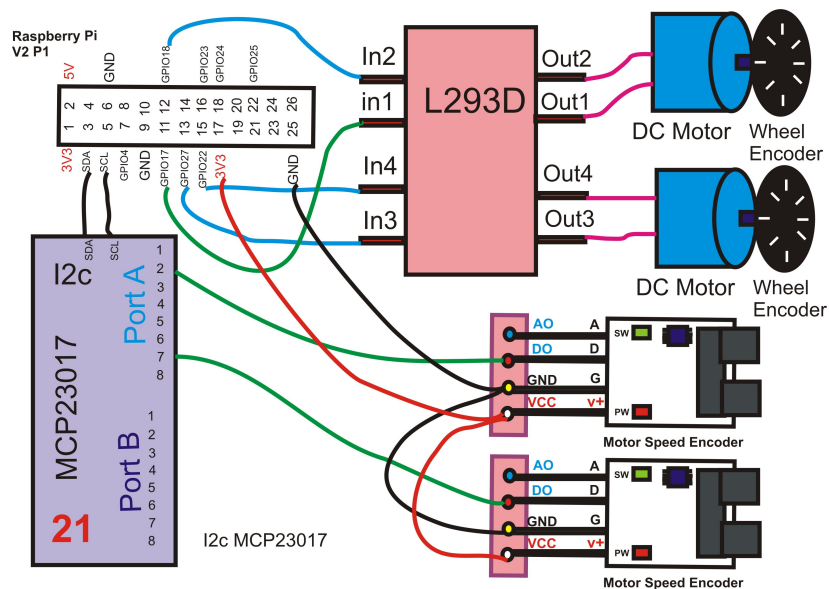 Raspberry Pi
V2 P1
5V
GND
GPIO18
GPIO23
GPIO24
GPIO25
2 4 6 8 10 12 14 16 18 20 22 24 26
1 3 5 7 9 11 13 15 17 19 21 23 25
3V3
SDA
SCL
GPIO4
GND
GPIO17
GPIO27
GPIO22
3V3
GND
In2
in1
In4
In3
L293D
Out2
Out1
Out4
Out3
DC Motor
Wheel
Encoder
DC Motor
Wheel
Encoder
SDA
SCL
I2c
MCP23017
21
Port A
1
2
3
4
5
6
7
8
Port B
1
2
3
4
5
6
7
8
I2c MCP23017
AO A
DO D
GND G
VCC v+
SW
PW
Motor Speed Encoder
AO A
DO D
GND G
VCC v+
SW
PW
Motor Speed Encoder